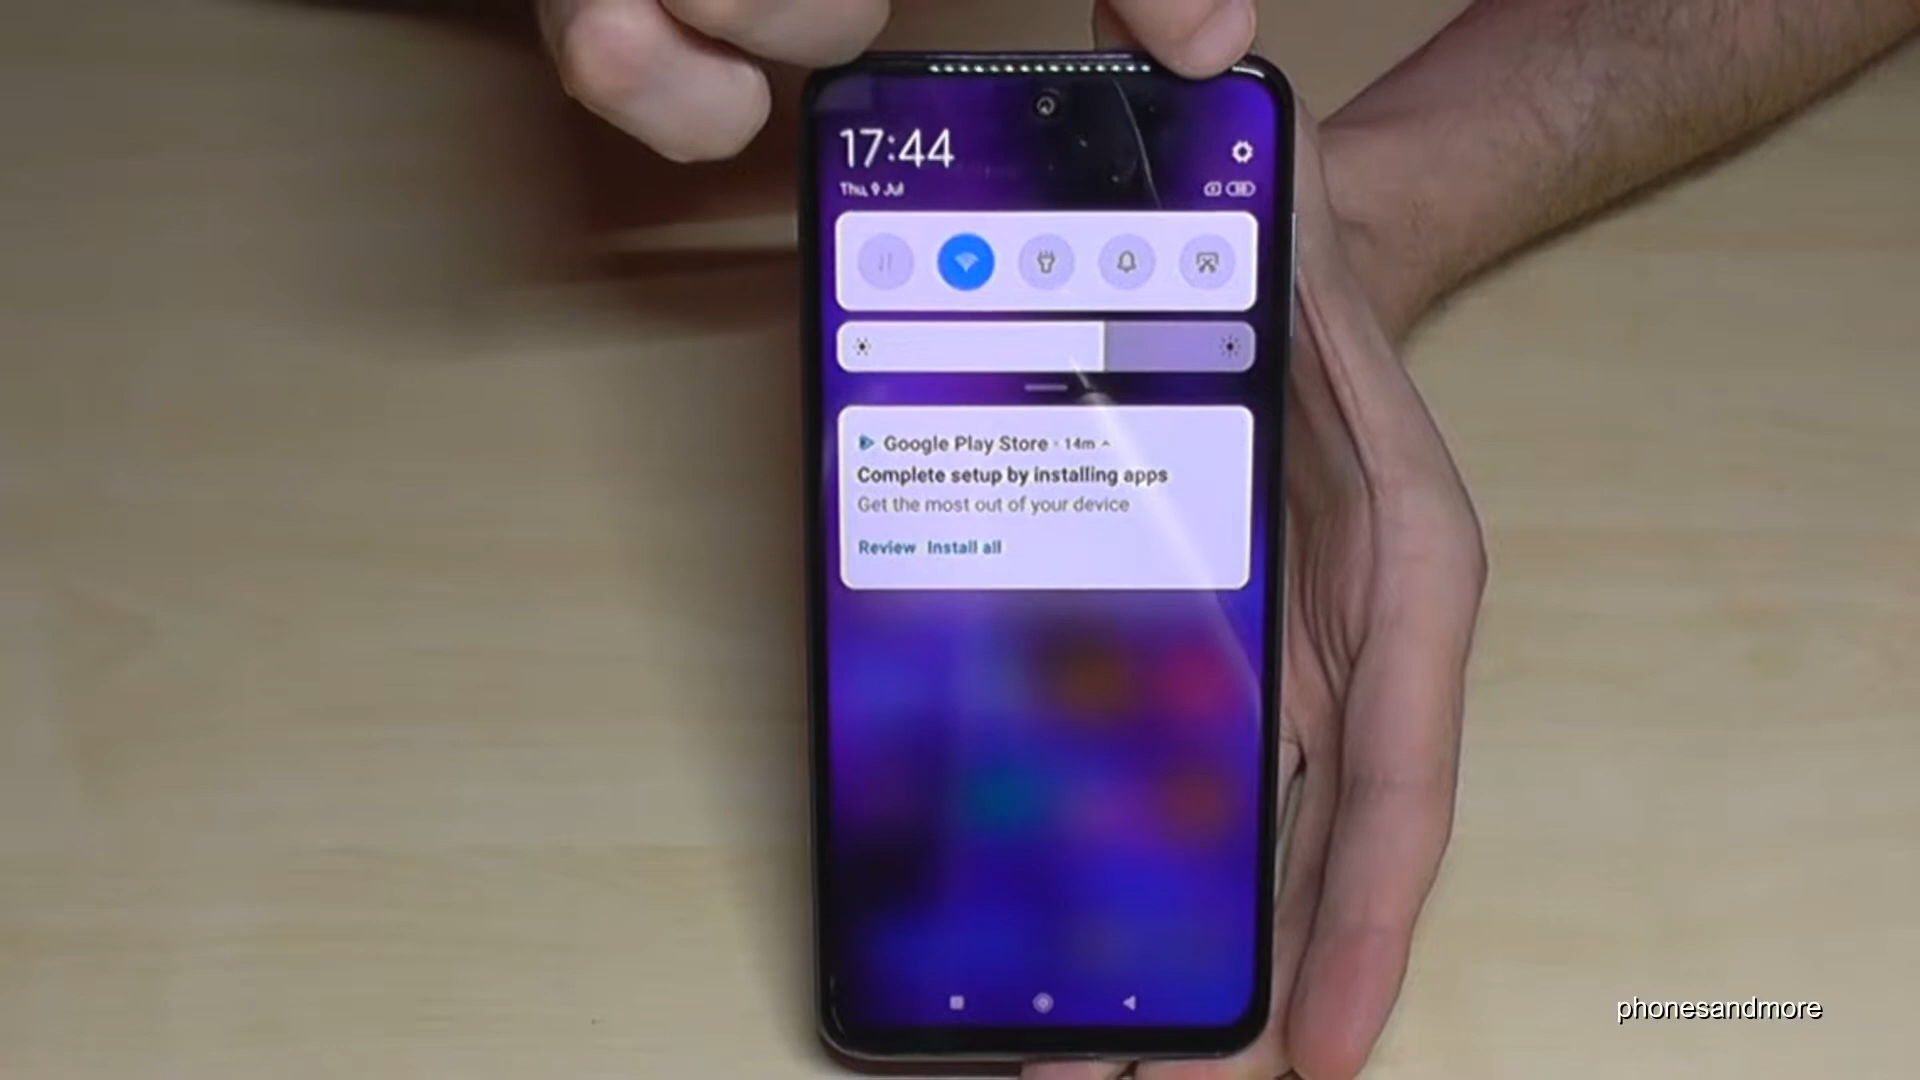 17:44
Thu, 9 Jul
Google Play Store · 14m
Complete setup by installing apps
Get the most out of your device
Review Install all
phonesandmore